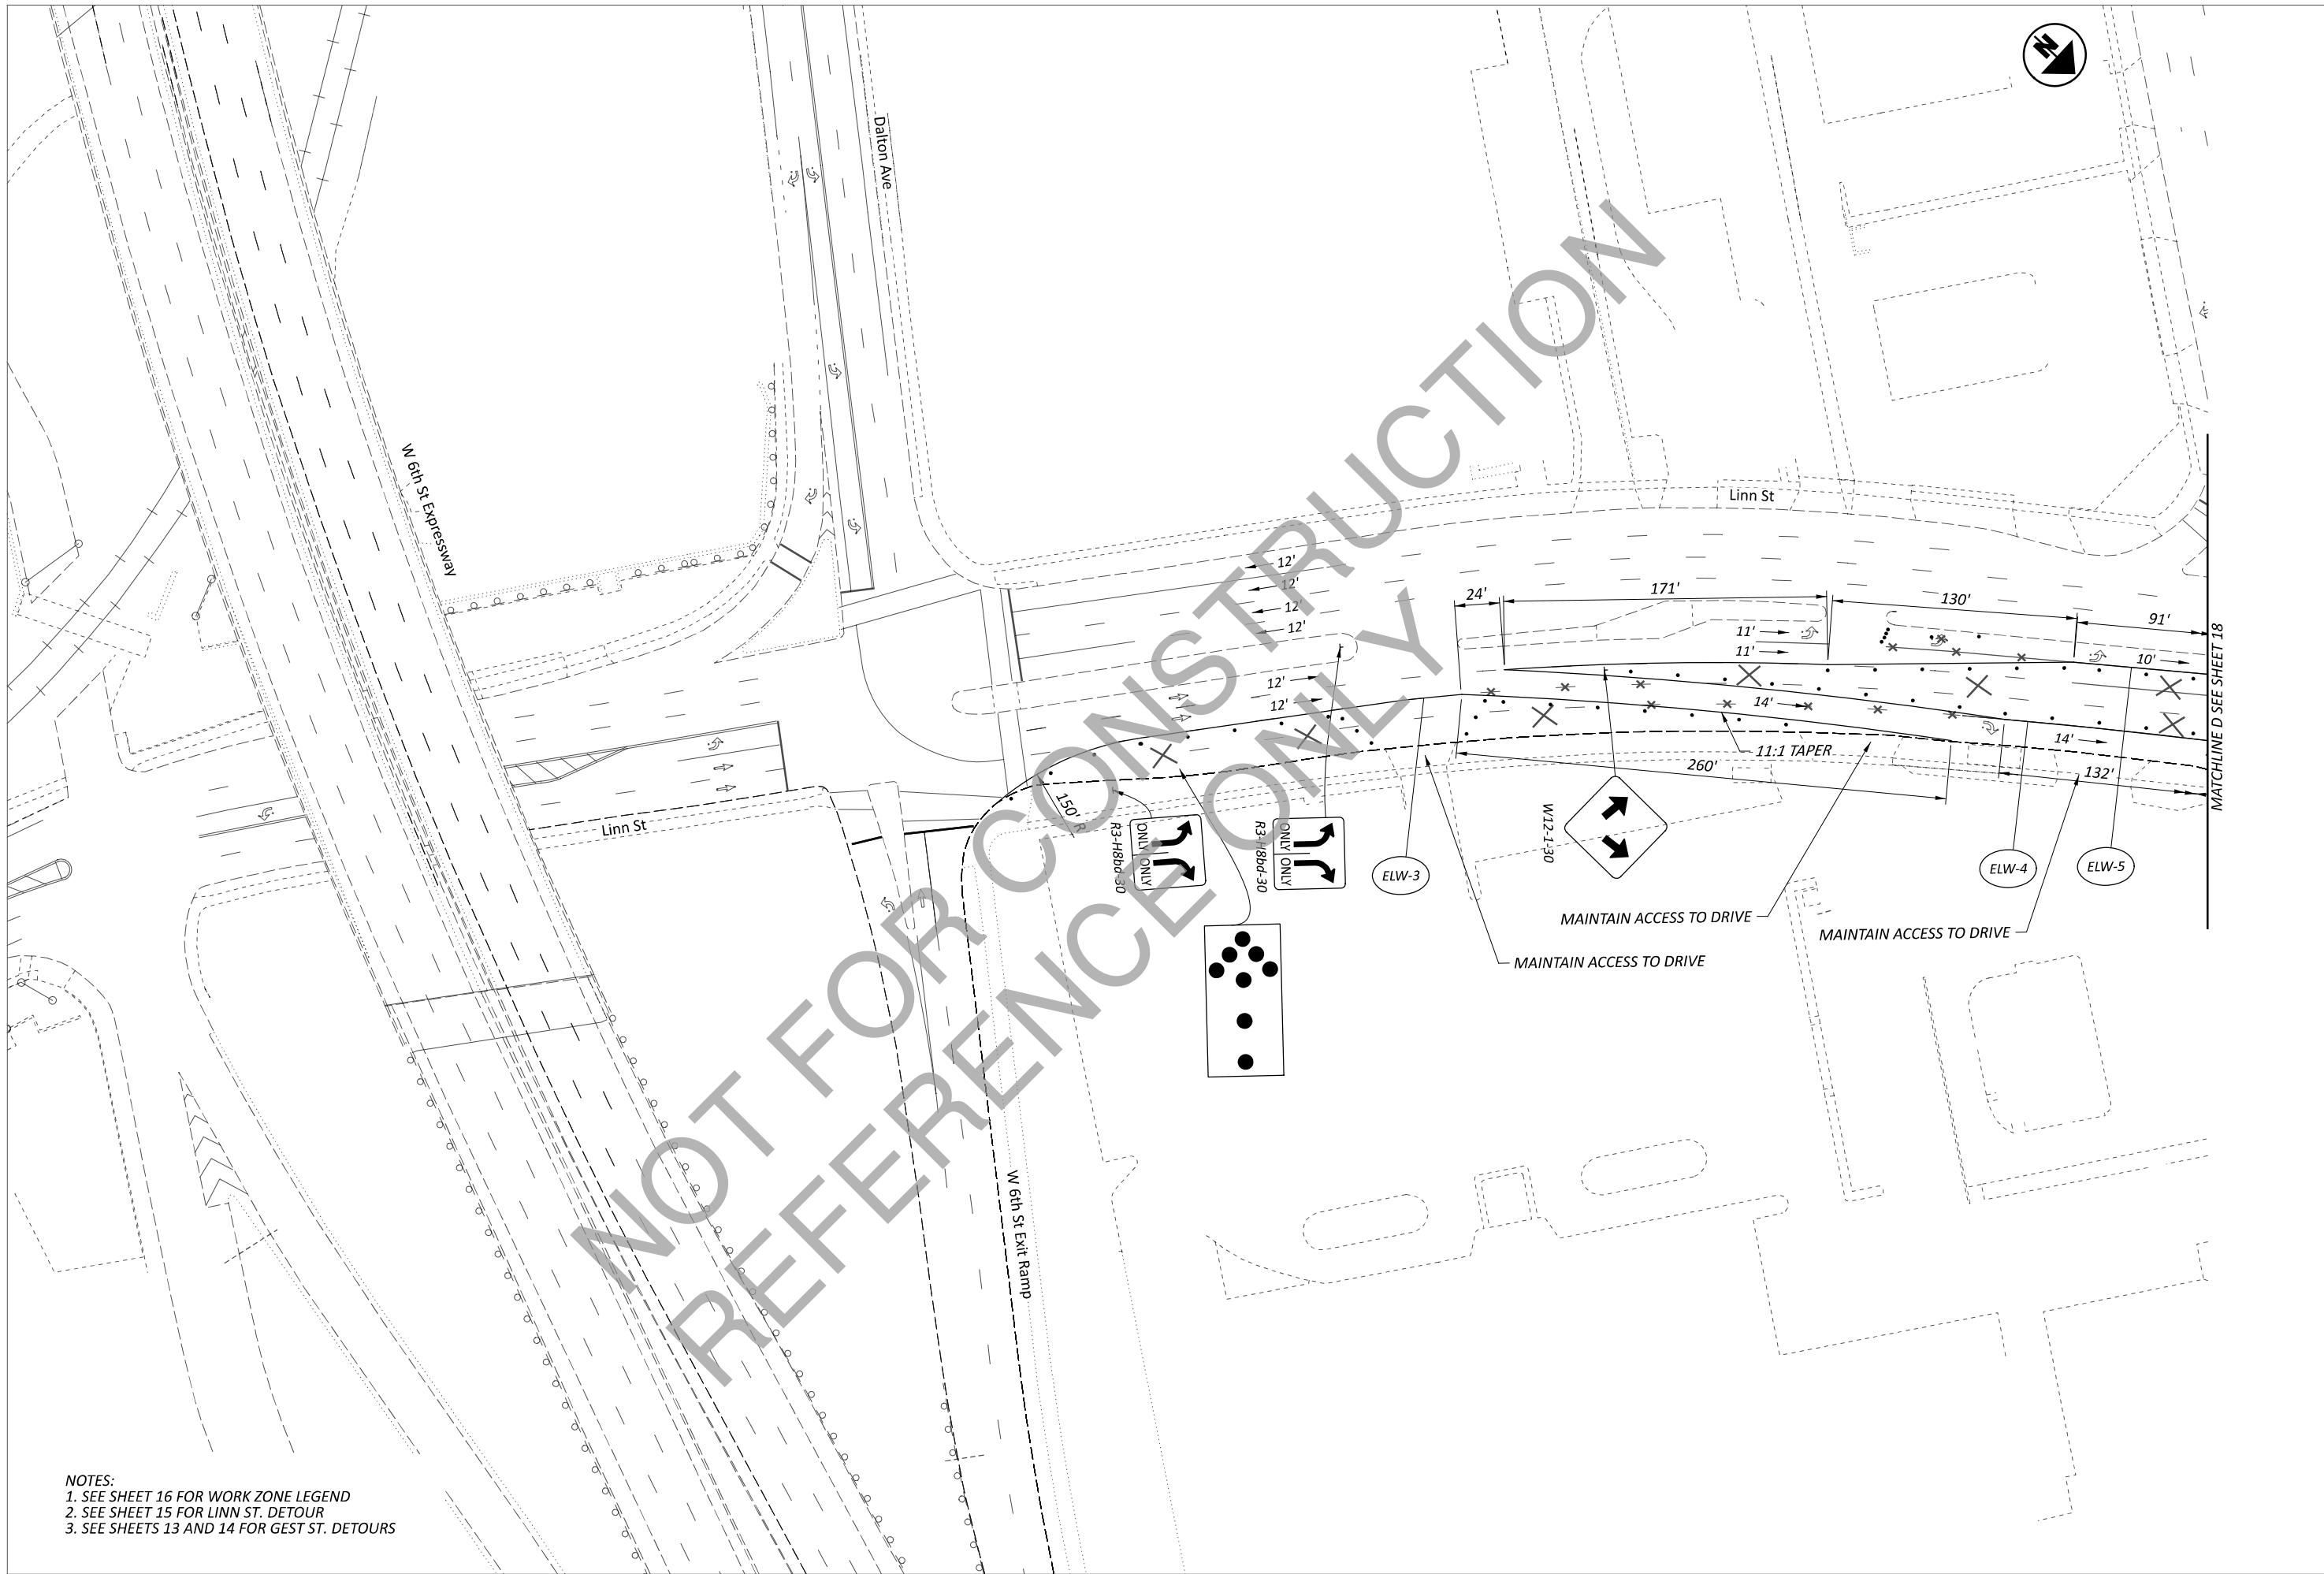 N
Dalton Ave
W 6th St Expressway
Linn St
12'
12'
12'
12'
24'
171'
130'
91'
11'
11'
10'
12'
12'
14'
14'
11:1 TAPER
260'
132'
150' R
Linn St
MATCHLINE D SEE SHEET 18
R3-H8bd-30
ONLY ONLY
R3-H8bd-30
ONLY ONLY
ELW-3
W12-1-30
ELW-4
ELW-5
MAINTAIN ACCESS TO DRIVE
MAINTAIN ACCESS TO DRIVE
MAINTAIN ACCESS TO DRIVE
W 6th St Exit Ramp
NOT FOR CONSTRUCTION
REFERENCE ONLY
NOTES:
1. SEE SHEET 16 FOR WORK ZONE LEGEND
2. SEE SHEET 15 FOR LINN ST. DETOUR
3. SEE SHEETS 13 AND 14 FOR GEST ST. DETOURS